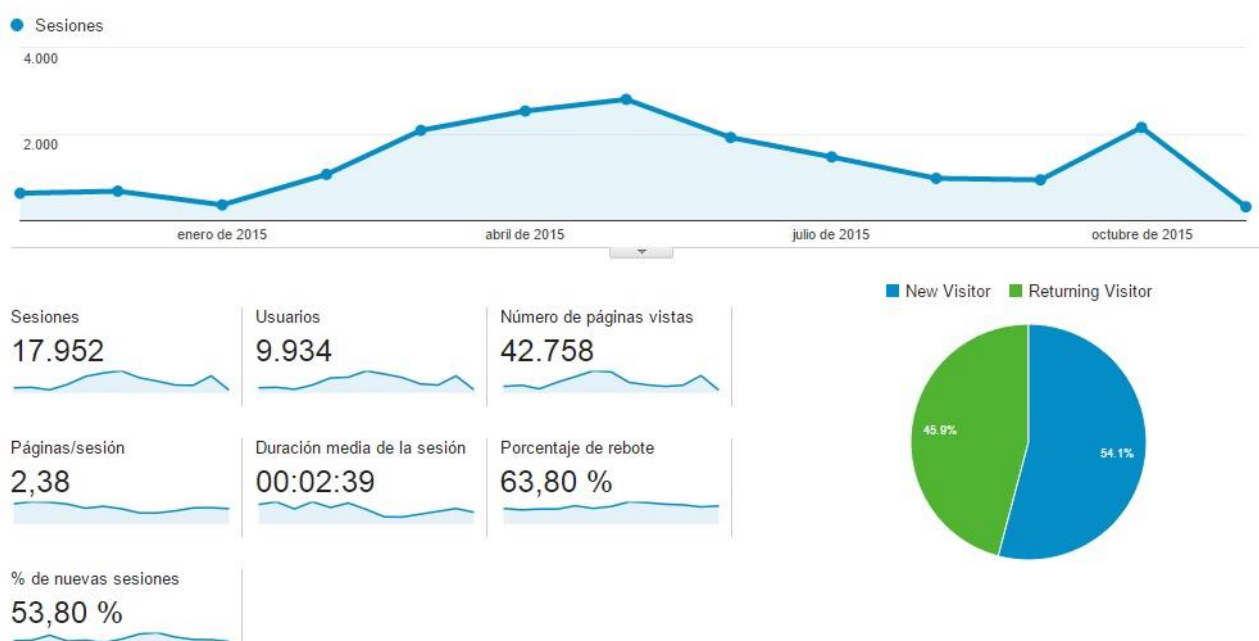 Sesiones
4.000
2.000
enero de 2015 abril de 2015 julio de 2015 octubre de 2015
New Visitor Returning Visitor
Sesiones Usuarios Número de páginas vistas
17.952 9.934 42.758
45.9% 54.1%
Páginas/sesión Duración media de la sesión Porcentaje de rebote
2,38 00:02:39 63,80 %
% de nuevas sesiones
53,80 %